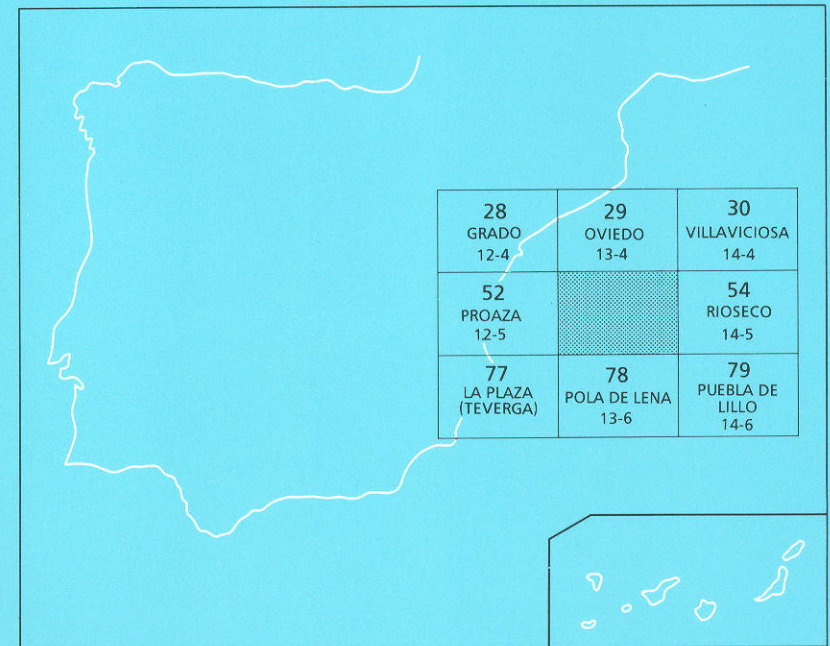 28
GRADO
12-4
29
OVIEDO
13-4
30
VILLAVICIOSA
14-4
52
PROAZA
12-5
54
RIOSECO
14-5
77
LA PLAZA
(TEVERGA)
78
POLA DE LENA
13-6
79
PUEBLA DE
LILLO
14-6